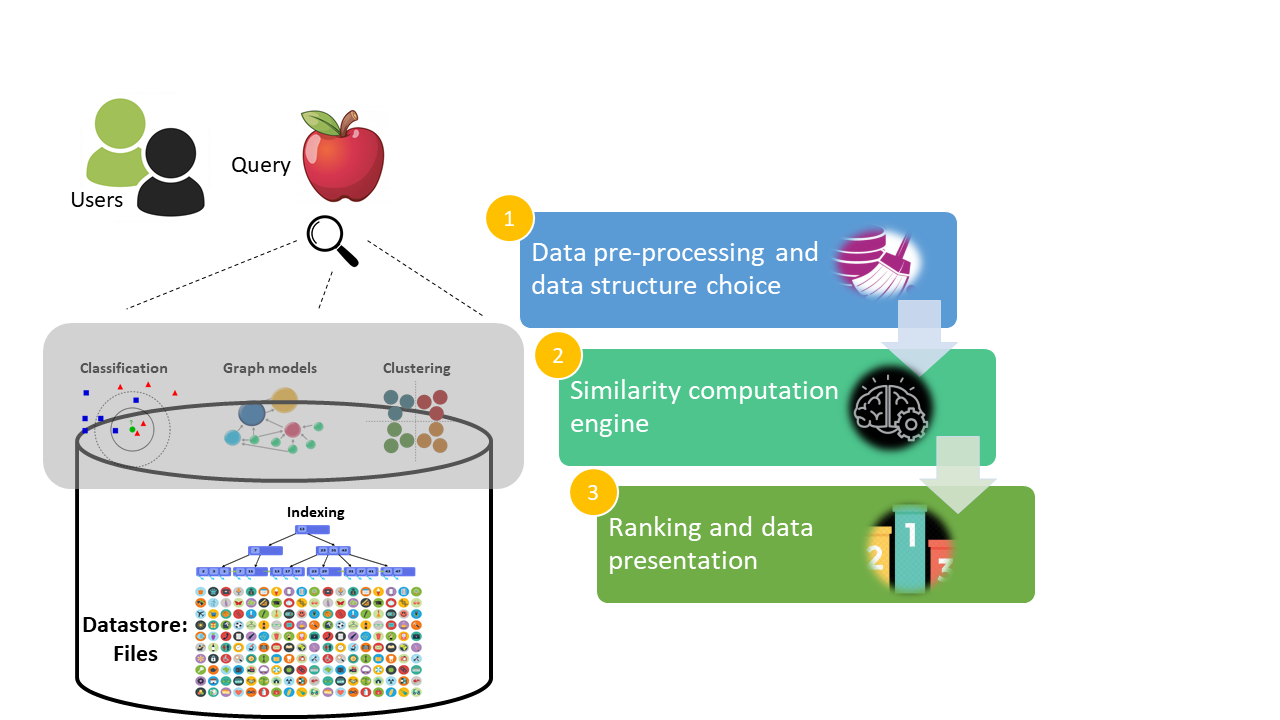 Users
Query
1
Data pre-processing and
data structure choice
Classification
Graph models
Clustering
2
Similarity computation
engine
3
Ranking and data
presentation
1
2
3
Indexing
Datastore:
Files